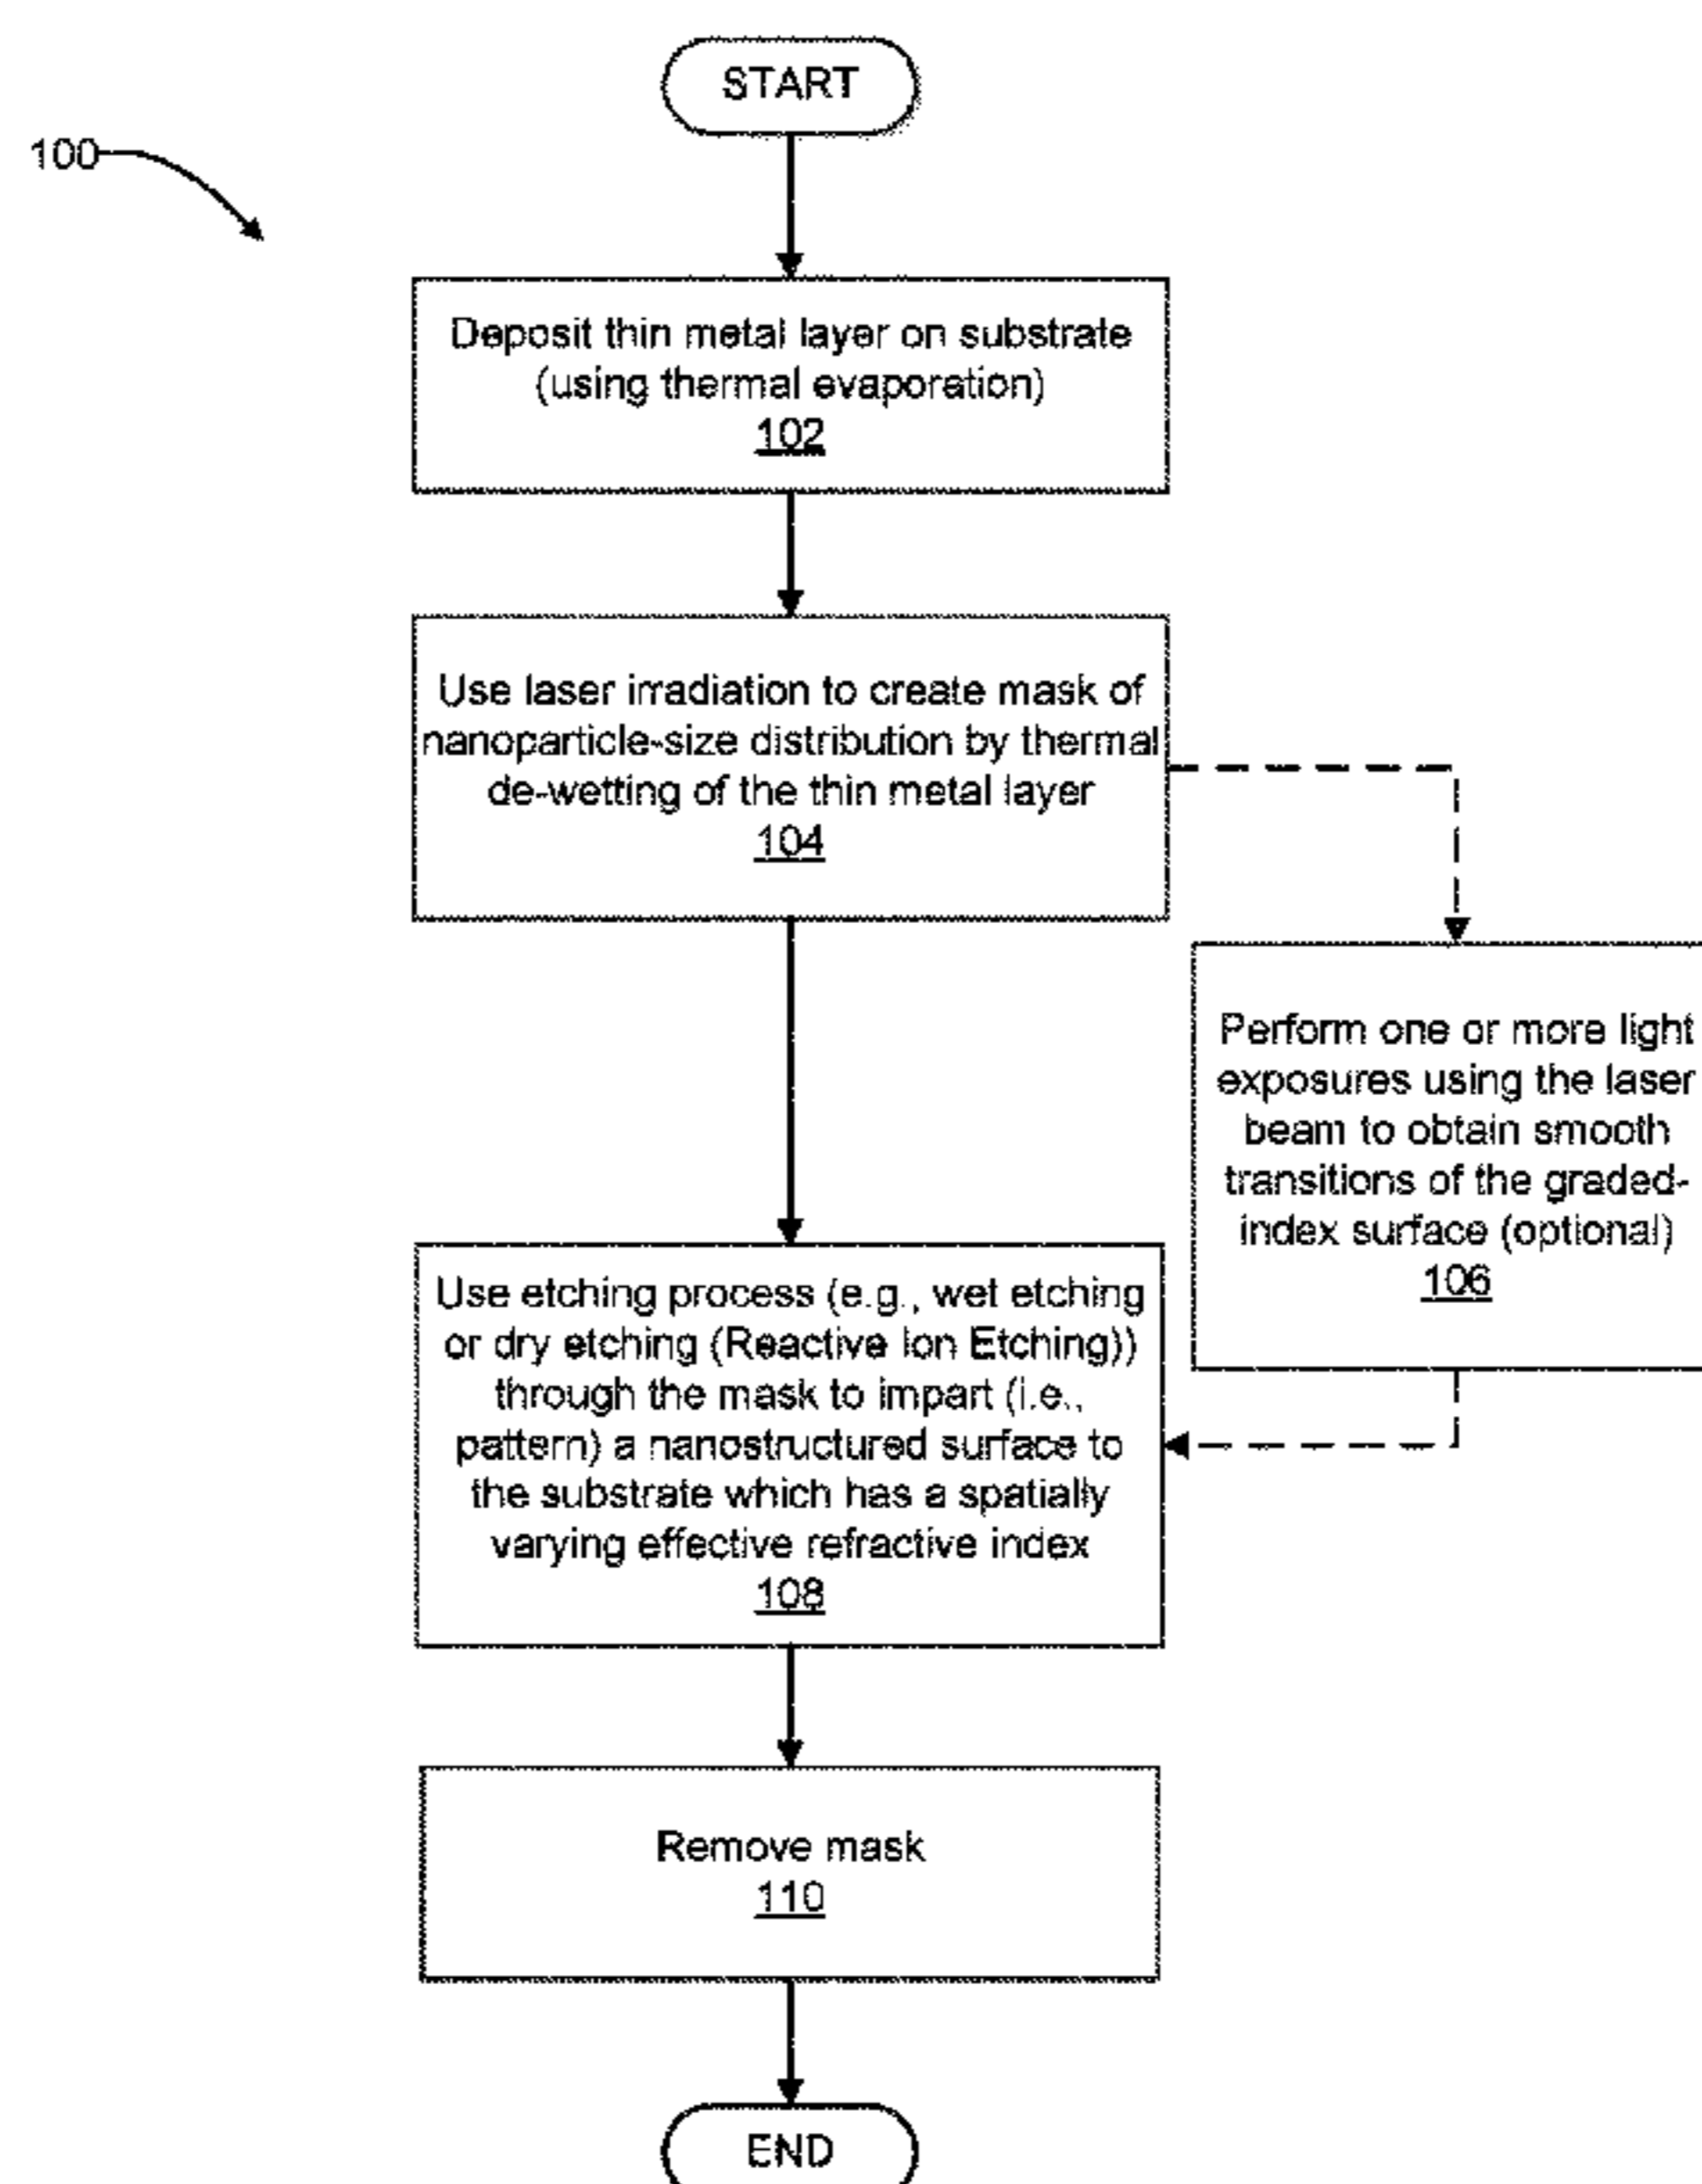 START
100
Deposit thin metal layer on substrate
(using thermal evaporation)
102
Use laser irradiation to create mask of
nanoparticle-size distribution by thermal
de-wetting of the thin metal layer
104
Perform one or more light
exposures using the laser
beam to obtain smooth
transitions of the graded-
index surface (optional)
106
Use etching process (e.g., wet etching
or dry etching (Reactive Ion Etching))
through the mask to impart (i.e.,
pattern) a nanostructured surface to
the substrate which has a spatially
varying effective refractive index
108
Remove mask
110
END